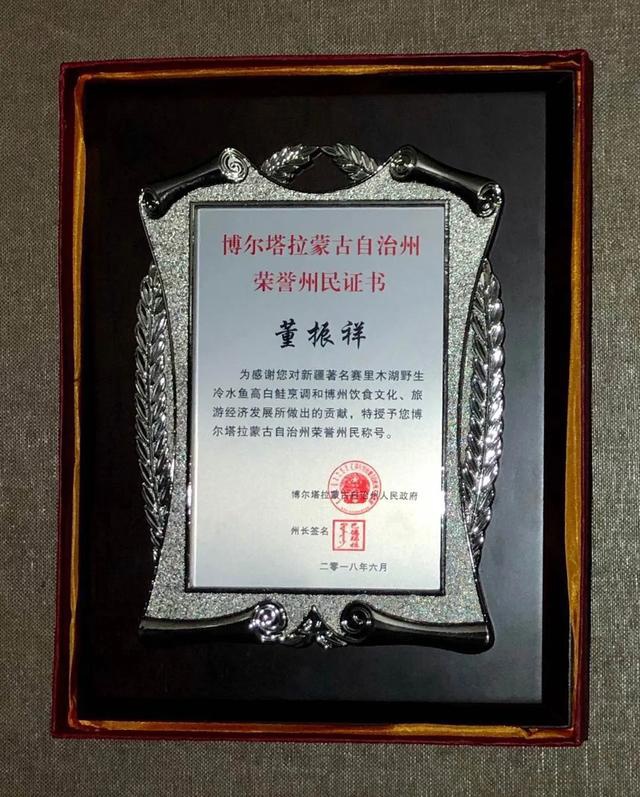 博尔塔拉蒙古自治州
荣誉州民证书
董振祥
为感谢您对新疆著名赛里木湖野生
冷水鱼高白鲑烹调和博州饮食文化、旅
游经济发展所做出的贡献，特授予您博
尔塔拉蒙古自治州荣誉州民称号。
博尔塔拉蒙古自治州人民政府
州长签名
二零一八年六月